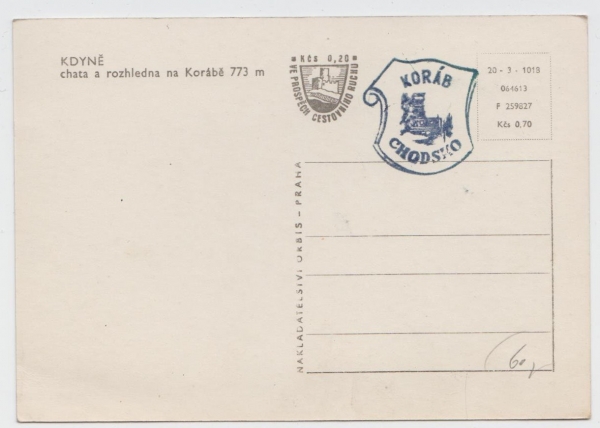 KDYNĚ
chata a rozhledna na Korábě 773 m
Kčs 0,20
VE PROSPĚCH CESTOVNÍHO RUCHU
KORÁB
CHODSKO
20 - 3 - 1018
064613
F 259827
Kčs 0,70
NAKLADATELSTVÍ ORBIS – PRAHA
60,